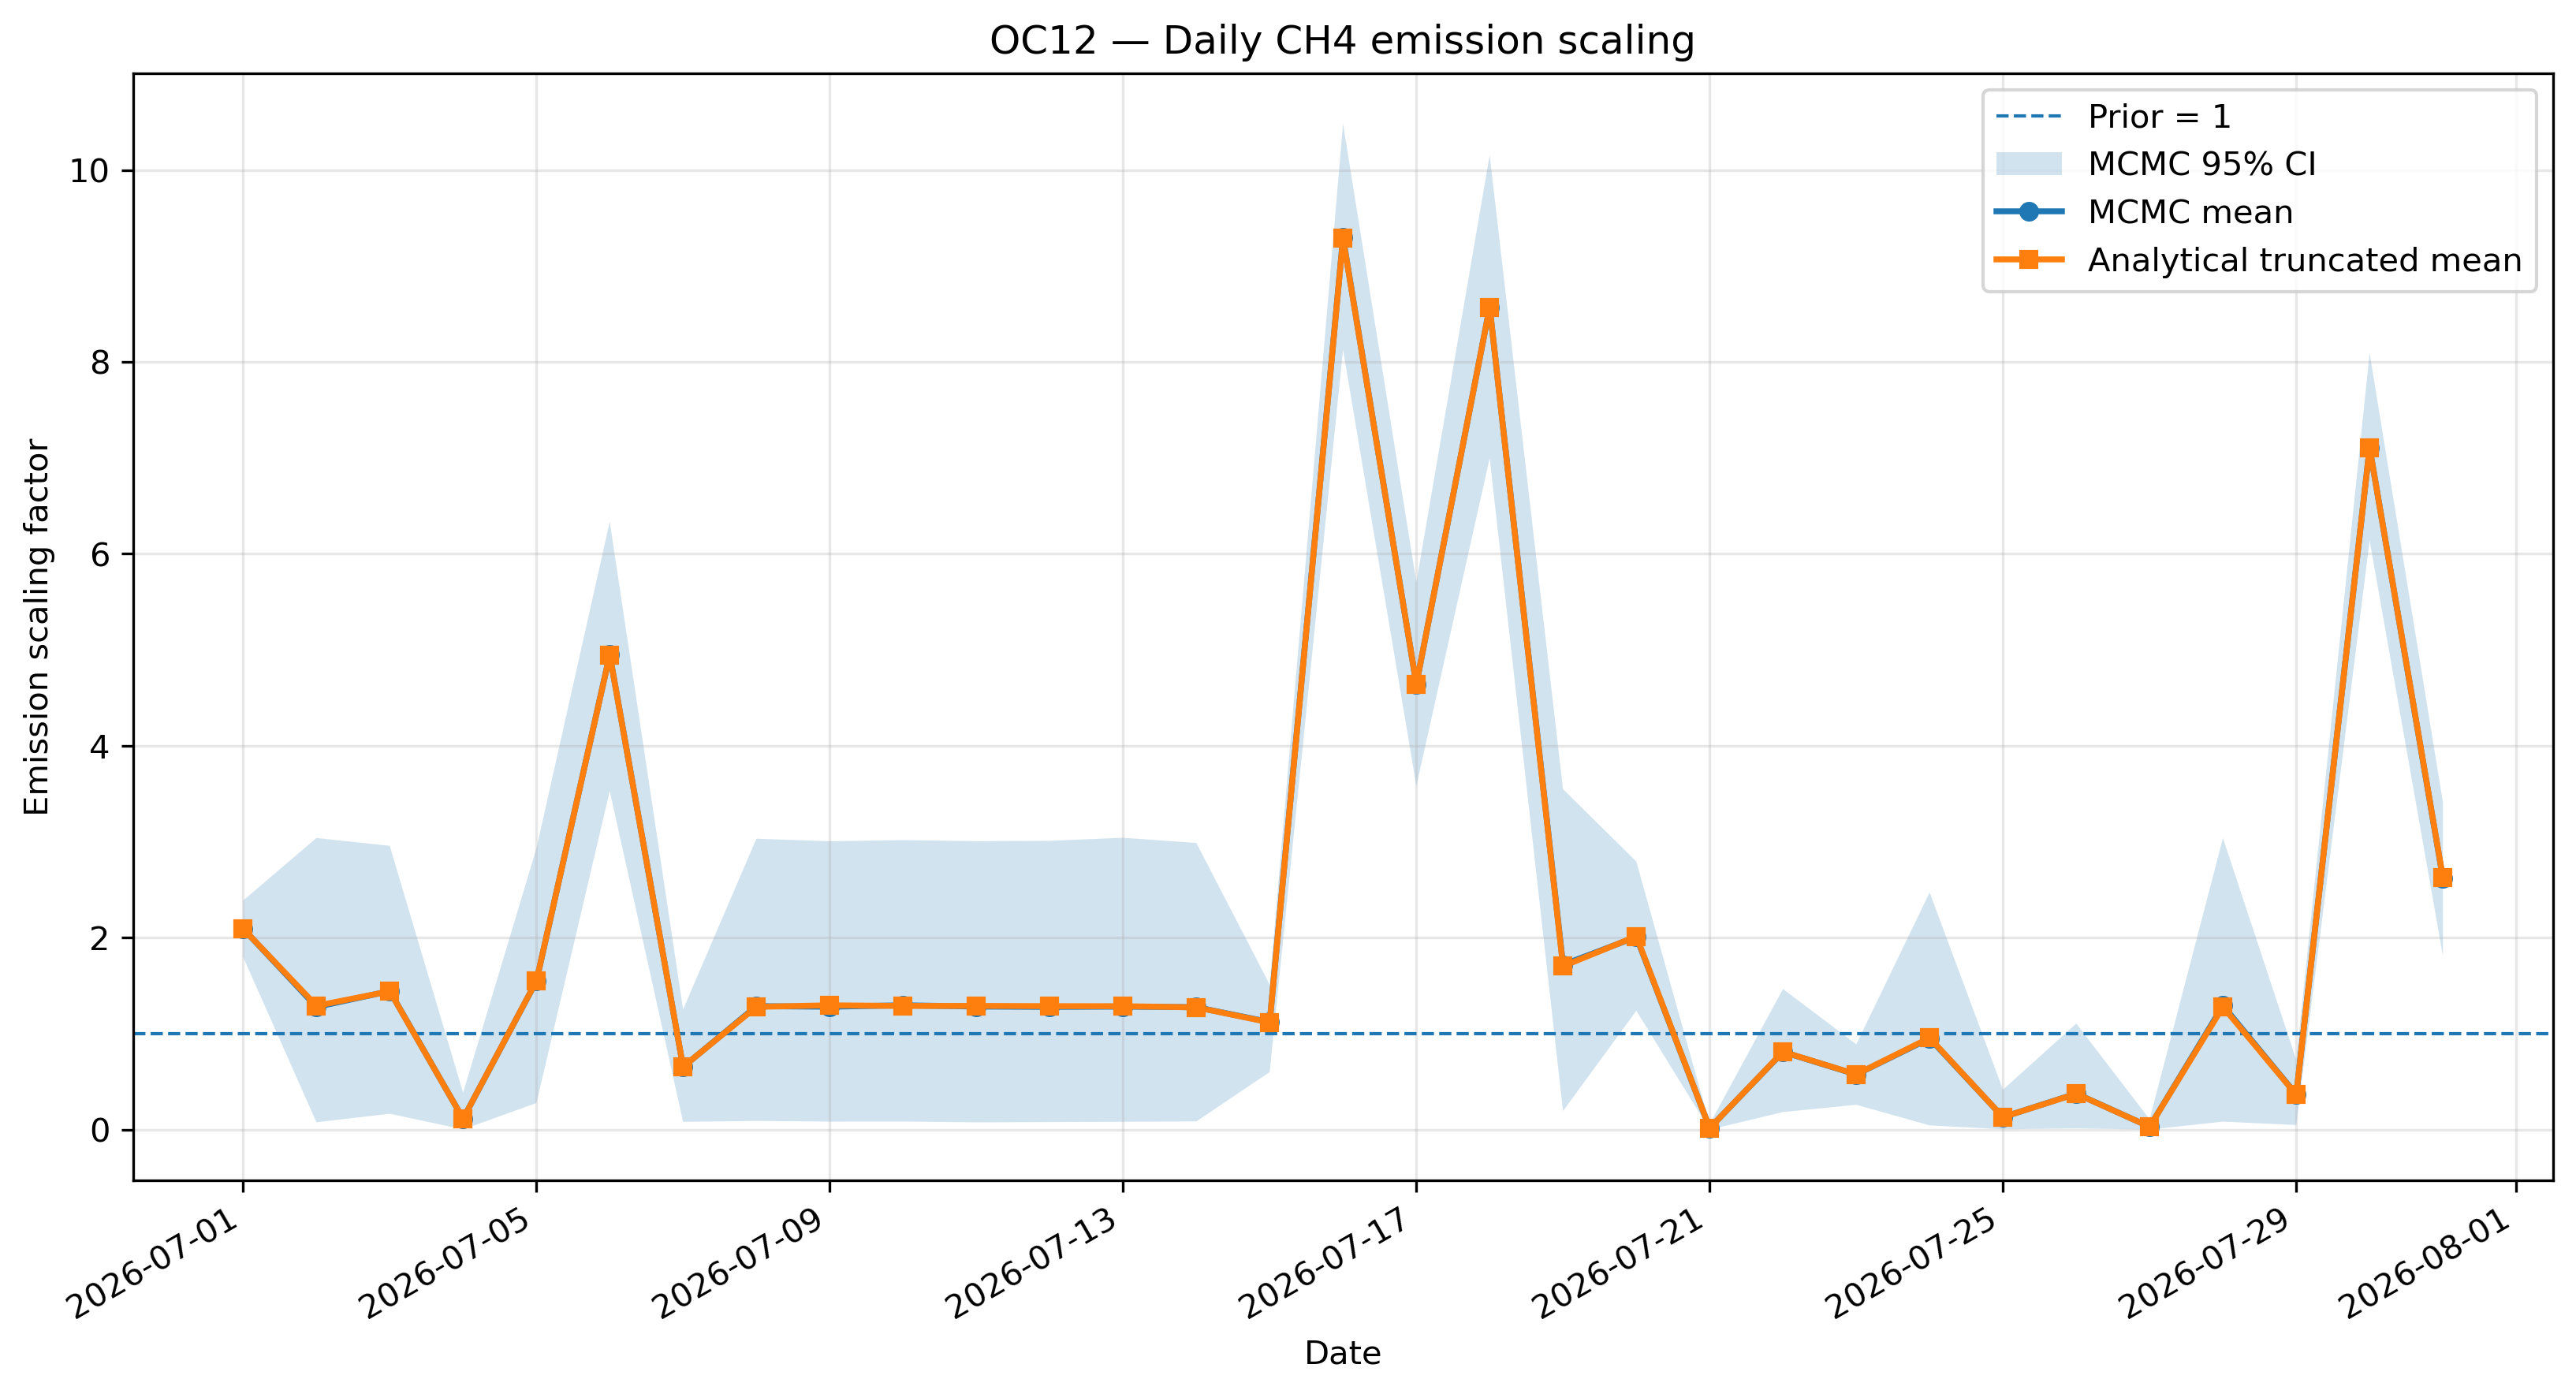 OC12 — Daily CH4 emission scaling
Prior = 1
MCMC 95% CI
MCMC mean
Analytical truncated mean
Emission scaling factor
10
8
6
4
2
0
2026-07-01
2026-07-05
2026-07-09
2026-07-13
2026-07-17
2026-07-21
2026-07-25
2026-07-29
2026-08-01
Date